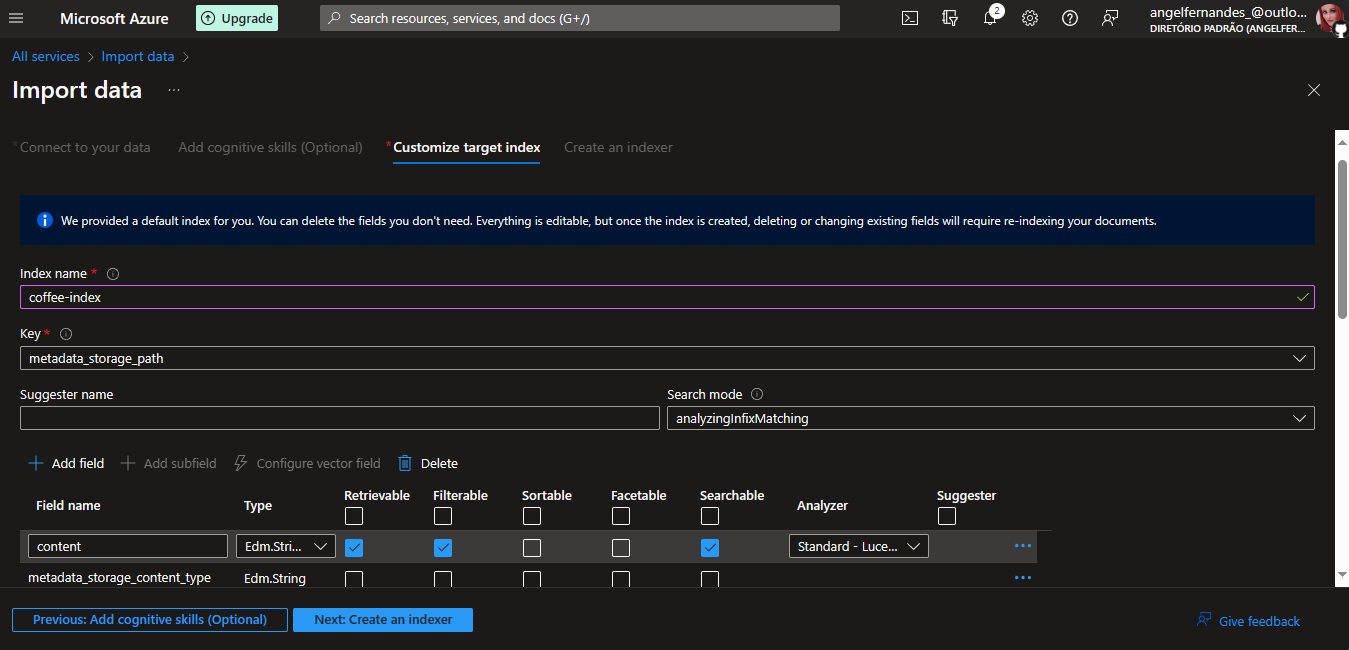 Microsoft Azure
Upgrade
Search resources, services, and docs (G+/)
2
angelfernandes_@outlo...
DIRETÓRIO PADRÃO (ANGELFER...
All services > Import data >
Import data ...
* Connect to your data
Add cognitive skills (Optional)
* Customize target index
Create an indexer
We provided a default index for you. You can delete the fields you don't need. Everything is editable, but once the index is created, deleting or changing existing fields will require re-indexing your documents.
Index name *
coffee-index
Key *
metadata_storage_path
Suggester name
Search mode
analyzingInfixMatching
Add field
Add subfield
Configure vector field
Delete
Field name Type Retrievable Filterable Sortable Facetable Searchable Analyzer Suggester
content Edm.Stri... Standard - Luce...
metadata_storage_content_type Edm.String
Previous: Add cognitive skills (Optional)
Next: Create an indexer
Give feedback